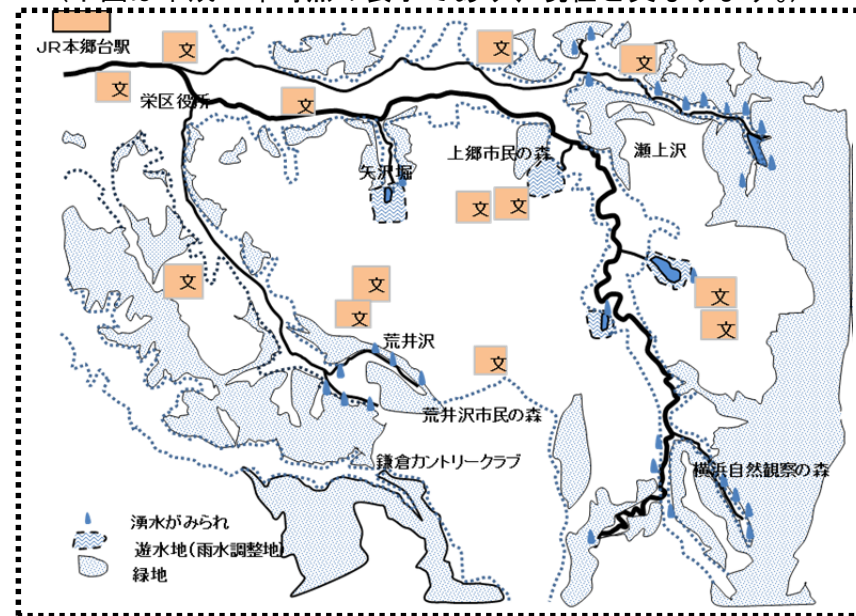 文
文
文
JR本郷台駅
文
栄区役所
文
瀬上沢
上郷市民の森
矢沢堀
文
文
文
文
文
文
文
荒井沢
文
荒井沢市民の森
鎌倉カントリークラブ
横浜自然観察の森
湧水がみられ
遊水地(雨水調整地)
緑地